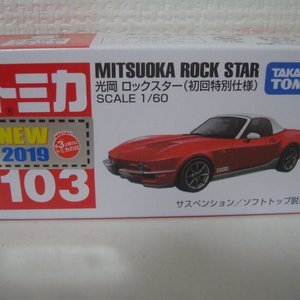 トミカ
MITSUOKA ROCK STAR
光岡 ロックスター(初回特別仕様)
SCALE 1/60
TAKARA TOMY
NEW
2019
103
サスペンション/ソフトトップ脱